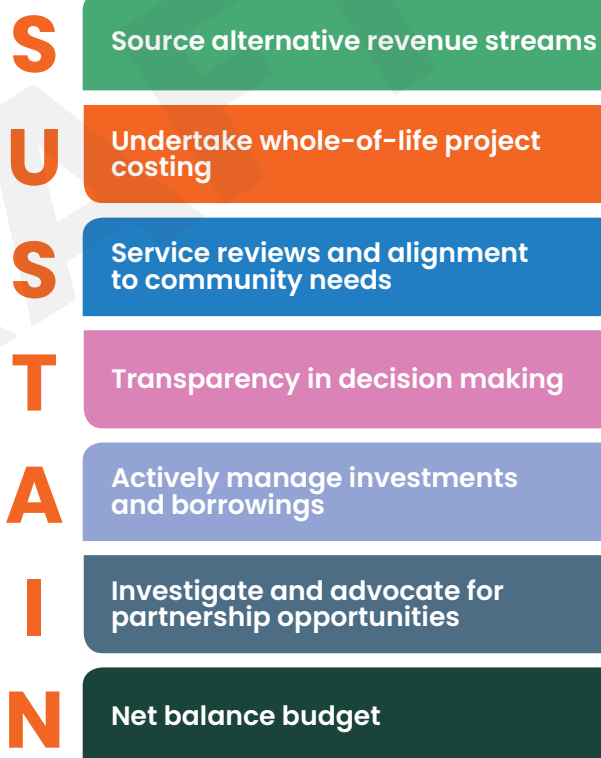 S
Source alternative revenue streams
U
Undertake whole-of-life project
costing
S
Service reviews and alignment
to community needs
T
Transparency in decision making
A
Actively manage investments
and borrowings
I
Investigate and advocate for
partnership opportunities
N
Net balance budget